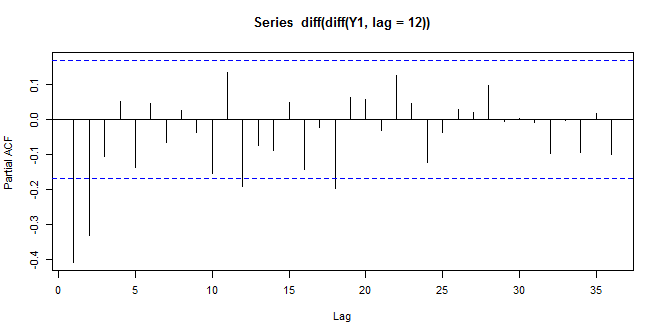 Series  diff(diff(Y1, lag = 12))
Partial ACF
0.1
0.0
-0.1
-0.2
-0.3
-0.4
0 5 10 15 20 25 30 35
Lag